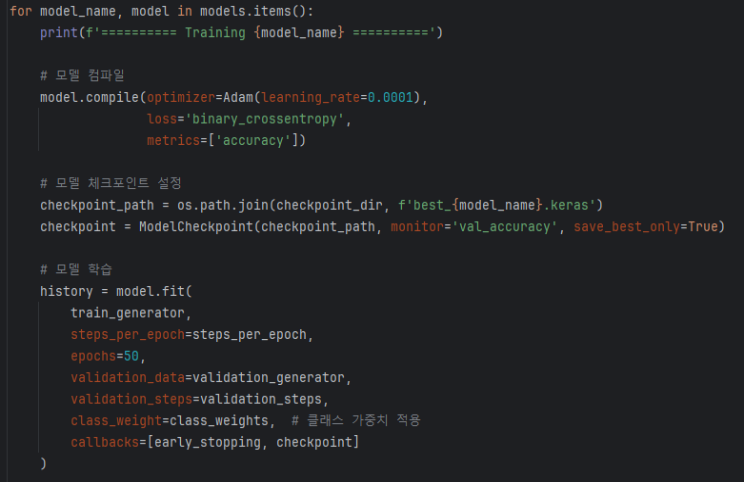 for model_name, model in models.items():
    print(f'========== Training {model_name} ==========')
    # 모델 컴파일
    model.compile(optimizer=Adam(learning_rate=0.0001),
                  loss='binary_crossentropy',
                  metrics=['accuracy'])
    # 모델 체크포인트 설정
    checkpoint_path = os.path.join(checkpoint_dir, f'best_{model_name}.keras')
    checkpoint = ModelCheckpoint(checkpoint_path, monitor='val_accuracy', save_best_only=True)
    # 모델 학습
    history = model.fit(
        train_generator,
        steps_per_epoch=steps_per_epoch,
        epochs=50,
        validation_data=validation_generator,
        validation_steps=validation_steps,
        class_weight=class_weights,  # 클래스 가중치 적용
        callbacks=[early_stopping, checkpoint]
    )